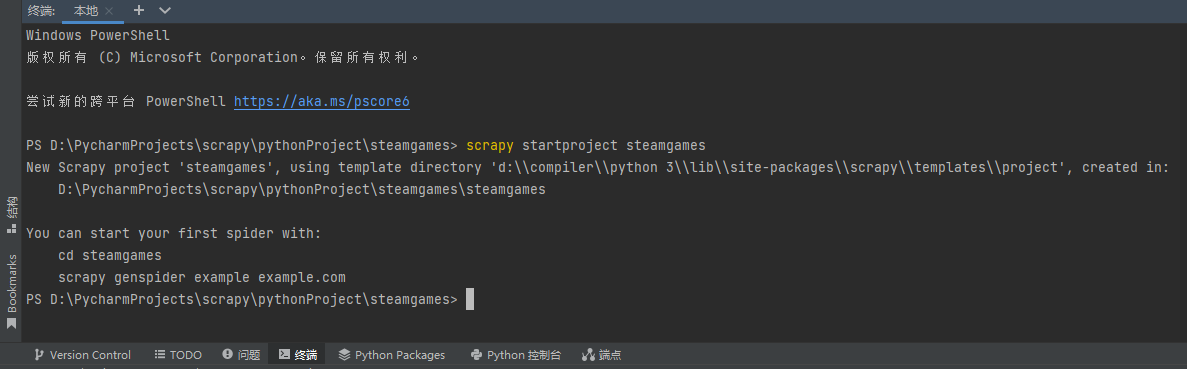 终端: 本地
Windows PowerShell
版权所有 (C) Microsoft Corporation。保留所有权利。
尝试新的跨平台 PowerShell https://aka.ms/pscore6
PS D:\PycharmProjects\scrapy\pythonProject\steamgames> scrapy startproject steamgames
New Scrapy project 'steamgames', using template directory 'd:\\compiler\\python 3\\lib\\site-packages\\scrapy\\templates\\project', created in:
D:\PycharmProjects\scrapy\pythonProject\steamgames\steamgames
You can start your first spider with:
cd steamgames
scrapy genspider example example.com
PS D:\PycharmProjects\scrapy\pythonProject\steamgames>
结构
Bookmarks
Version Control TODO 问题 终端 Python Packages Python 控制台 端点